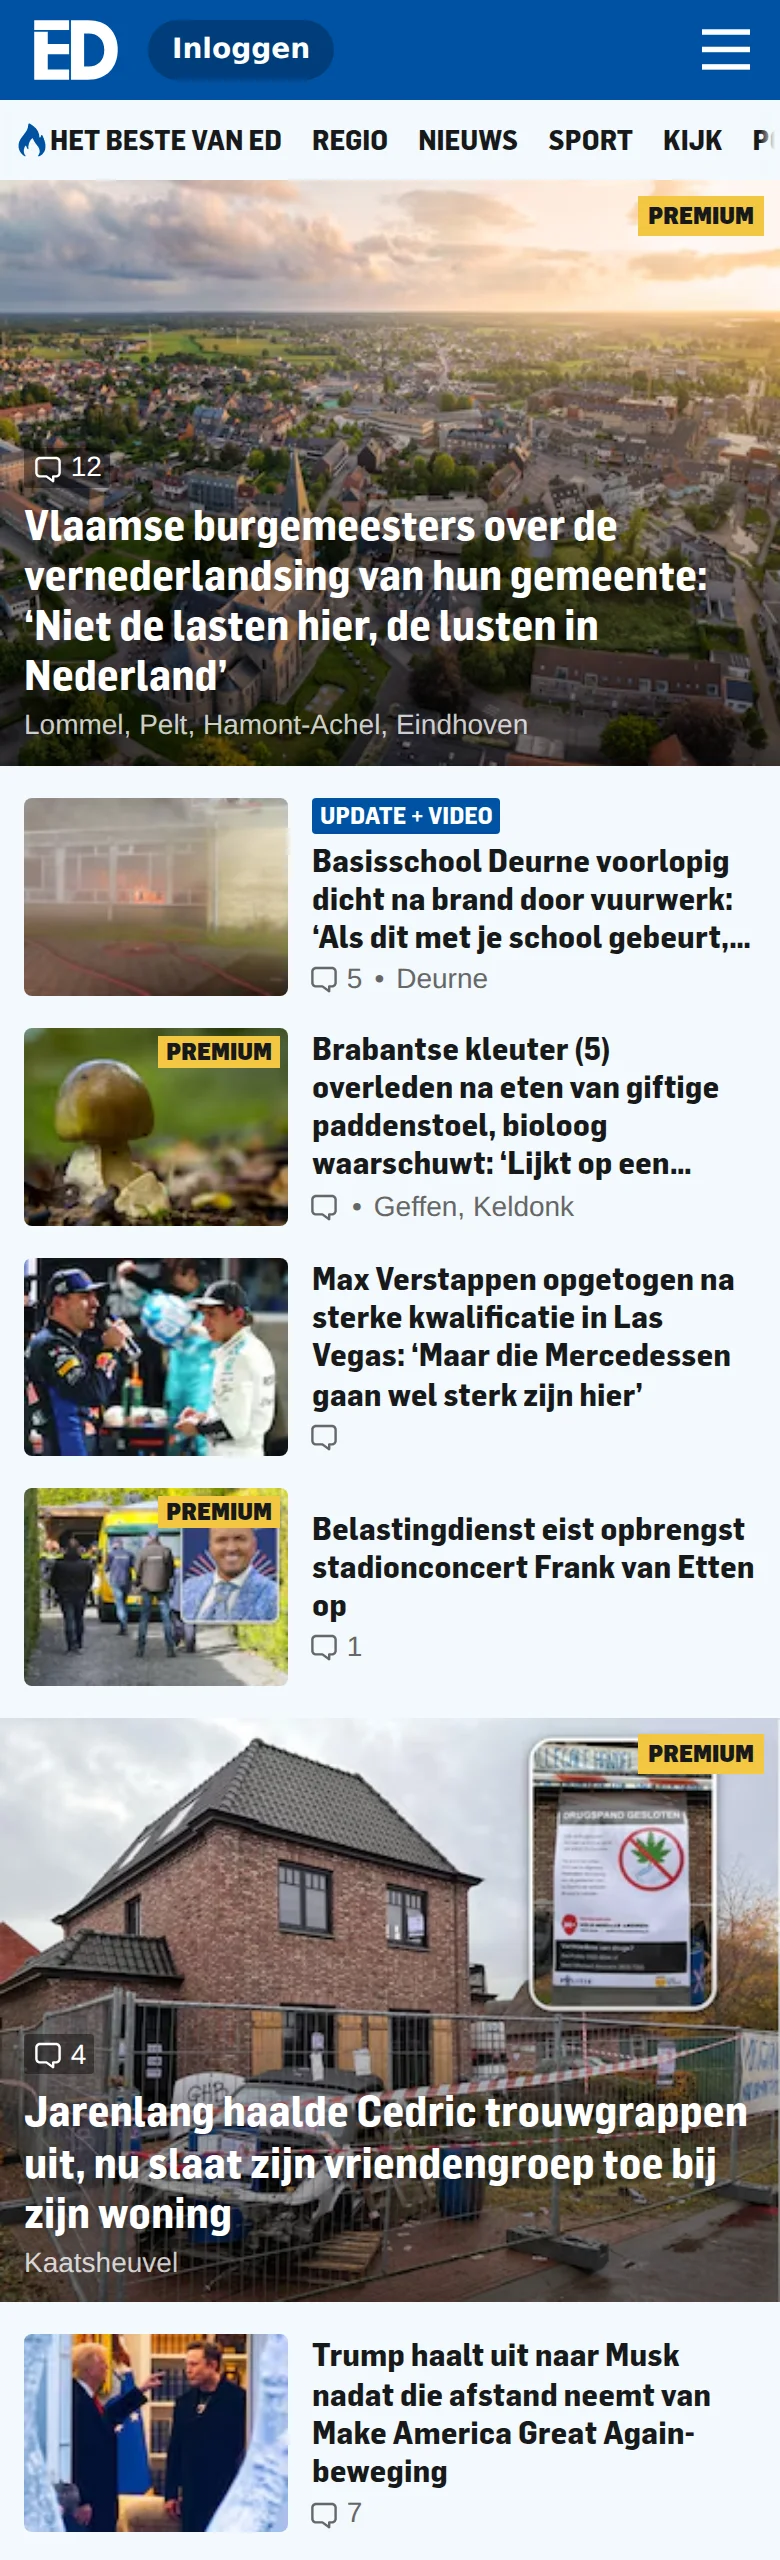 ED
Inloggen
HET BESTE VAN ED
REGIO
NIEUWS
SPORT
KIJK
PREMIUM
12
Vlaamse burgemeesters over de
vernederlandsing van hun gemeente:
‘Niet de lasten hier, de lusten in
Nederland’
Lommel, Pelt, Hamont-Achel, Eindhoven
UPDATE + VIDEO
Basisschool Deurne voorlopig
dicht na brand door vuurwerk:
‘Als dit met je school gebeurt,...
5 • Deurne
PREMIUM
Brabantse kleuter (5)
overleden na eten van giftige
paddenstoel, bioloog
waarschuwt: ‘Lijkt op een...
• Geffen, Keldonk
Max Verstappen opgetogen na
sterke kwalificatie in Las
Vegas: ‘Maar die Mercedessen
gaan wel sterk zijn hier’
PREMIUM
Belastingdienst eist opbrengst
stadionconcert Frank van Etten
op
1
PREMIUM
DRUGSPAND GESLOTEN
GHB
4
Jarenlang haalde Cedric trouwgrappen
uit, nu slaat zijn vriendengroep toe bij
zijn woning
Kaatsheuvel
Trump haalt uit naar Musk
nadat die afstand neemt van
Make America Great Again-
beweging
7